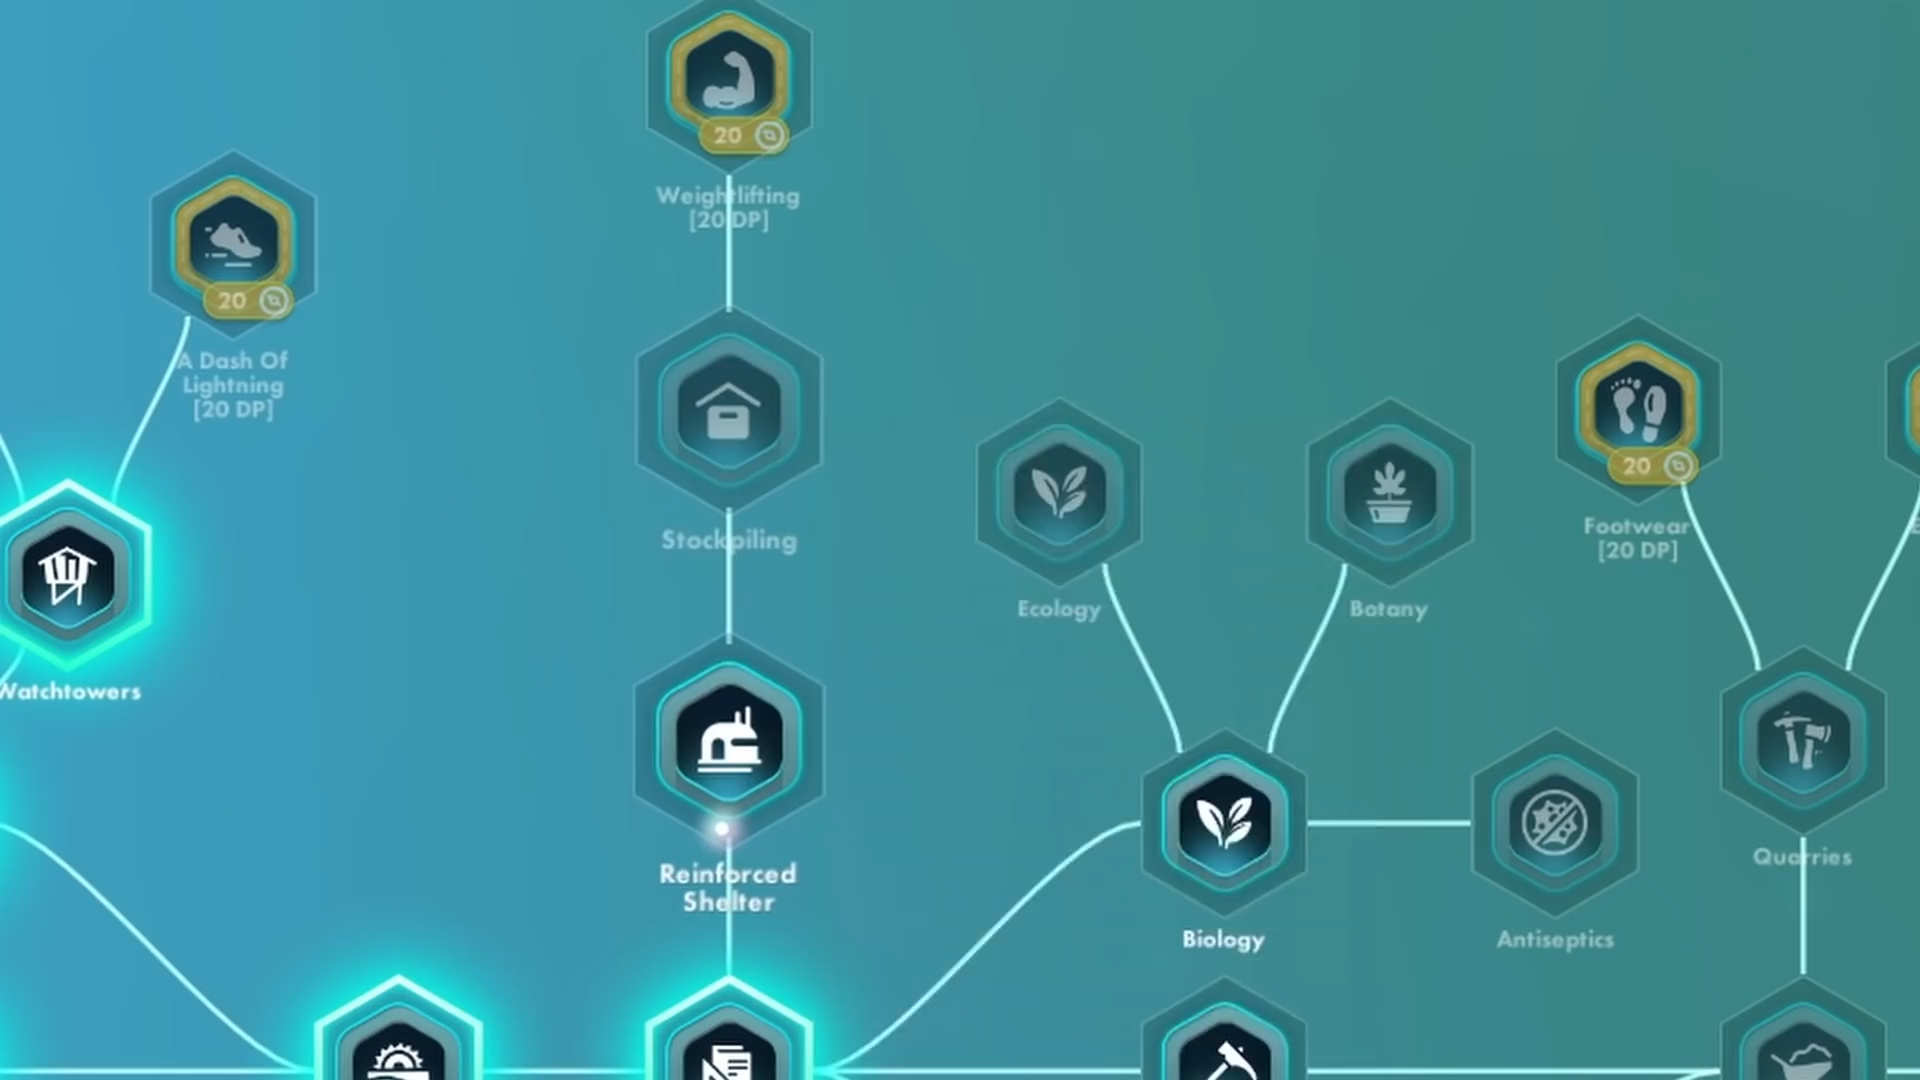 20
Weightlifting
[20 DP]
20
A Dash Of
Lightning
[20 DP]
Stockpiling
Ecology
Botany
20
Footwear
[20 DP]
Watchtowers
Reinforced
Shelter
Quarries
Biology
Antiseptics